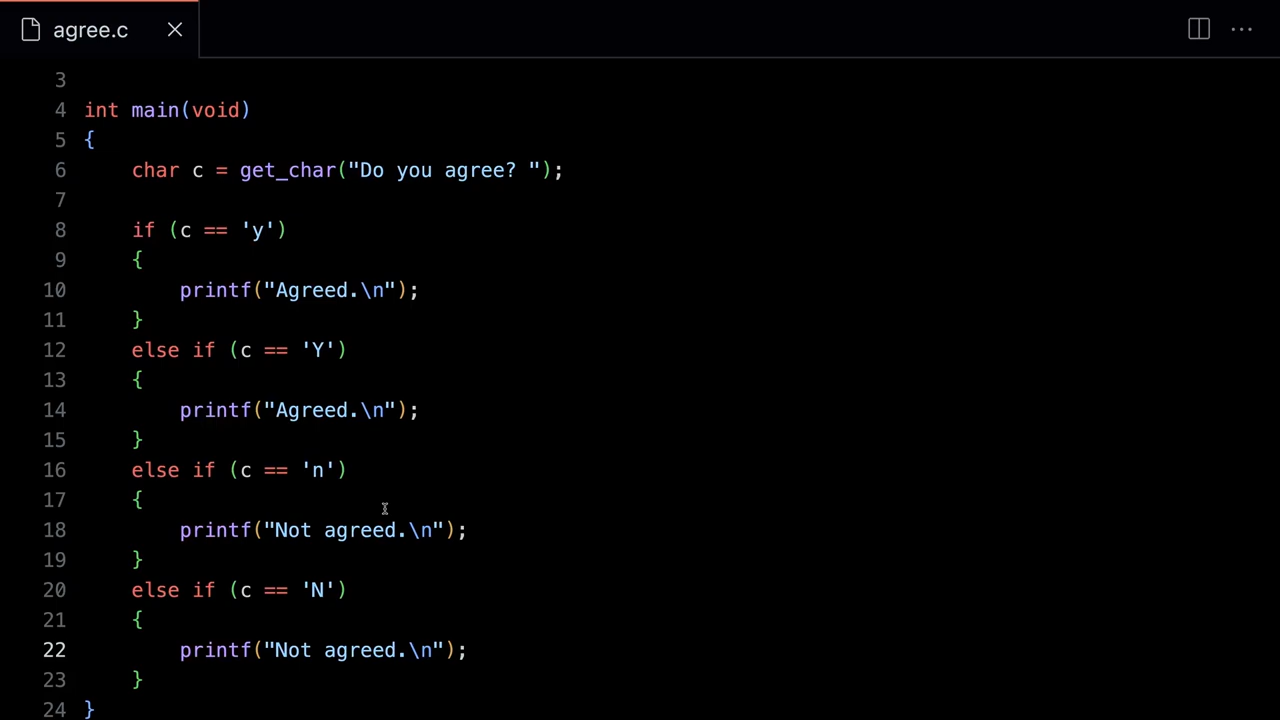 agree.c
3
4 int main(void)
5 {
6     char c = get_char("Do you agree? ");
7
8     if (c == 'y')
9     {
10         printf("Agreed.\n");
11     }
12     else if (c == 'Y')
13     {
14         printf("Agreed.\n");
15     }
16     else if (c == 'n')
17     {
18         printf("Not agreed.\n");
19     }
20     else if (c == 'N')
21     {
22         printf("Not agreed.\n");
23     }
24 }